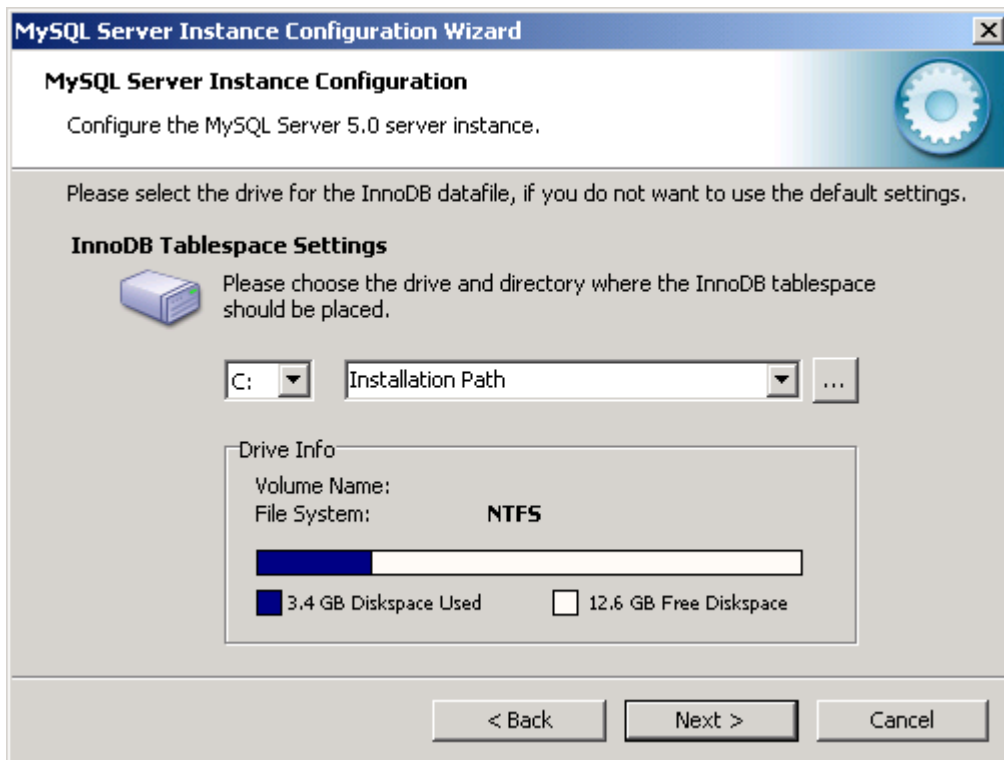 MySQL Server Instance Configuration Wizard
MySQL Server Instance Configuration
Configure the MySQL Server 5.0 server instance.
Please select the drive for the InnoDB datafile, if you do not want to use the default settings.
InnoDB Tablespace Settings
Please choose the drive and directory where the InnoDB tablespace
should be placed.
C: Installation Path ...
Drive Info
Volume Name:
File System: NTFS
3.4 GB Diskspace Used 12.6 GB Free Diskspace
< Back Next > Cancel